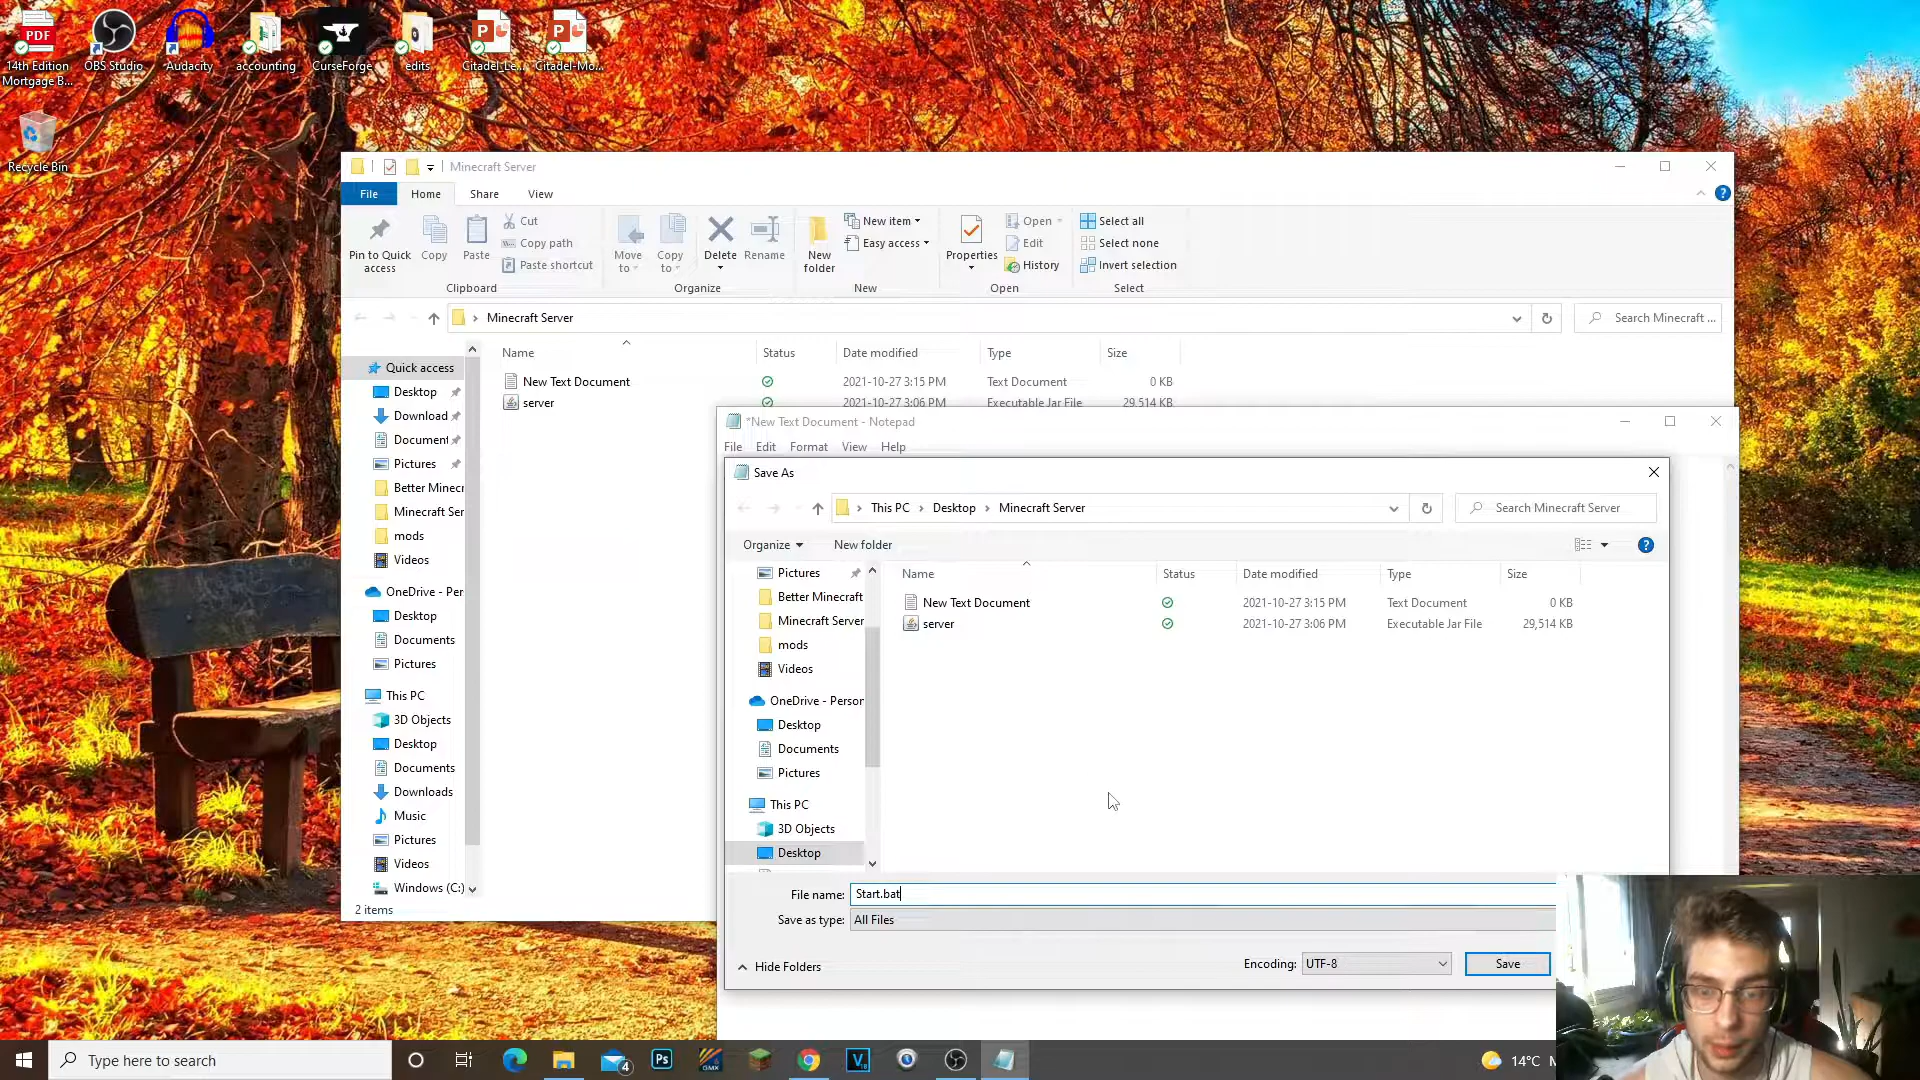 PDF
14th Edition
Mortgage B...
OBS Studio
Audacity
accounting
CurseForge
edits
Citadel_Le...
Citadel-Mo...
Recycle Bin
Minecraft Server
File
Home
Share
View
Pin to Quick
access
Copy
Paste
Cut
Copy path
Paste shortcut
Clipboard
Move
to
Copy
to
Delete
Rename
Organize
New
folder
New item
Easy access
New
Properties
Open
Edit
History
Open
Select all
Select none
Invert selection
Select
Minecraft Server
Search Minecraft ...
Name
Status
Date modified
Type
Size
New Text Document
2021-10-27 3:15 PM
Text Document
0 KB
server
2021-10-27 3:06 PM
Executable Jar File
29,514 KB
Quick access
Desktop
Download
Document
Pictures
Better Minecr
Minecraft Ser
mods
Videos
OneDrive - Per
Desktop
Documents
Pictures
This PC
3D Objects
Desktop
Documents
Downloads
Music
Pictures
Videos
Windows (C:)
2 items
*New Text Document - Notepad
File
Edit
Format
View
Help
Save As
This PC
Desktop
Minecraft Server
Search Minecraft Server
Organize
New folder
Name
Status
Date modified
Type
Size
New Text Document
2021-10-27 3:15 PM
Text Document
0 KB
server
2021-10-27 3:06 PM
Executable Jar File
29,514 KB
Pictures
Better Minecraft
Minecraft Server
mods
Videos
OneDrive - Person
Desktop
Documents
Pictures
This PC
3D Objects
Desktop
File name:
Start.bat
Save as type:
All Files
Hide Folders
Encoding:
UTF-8
Save
Type here to search
4
Ps
GMX
14°C